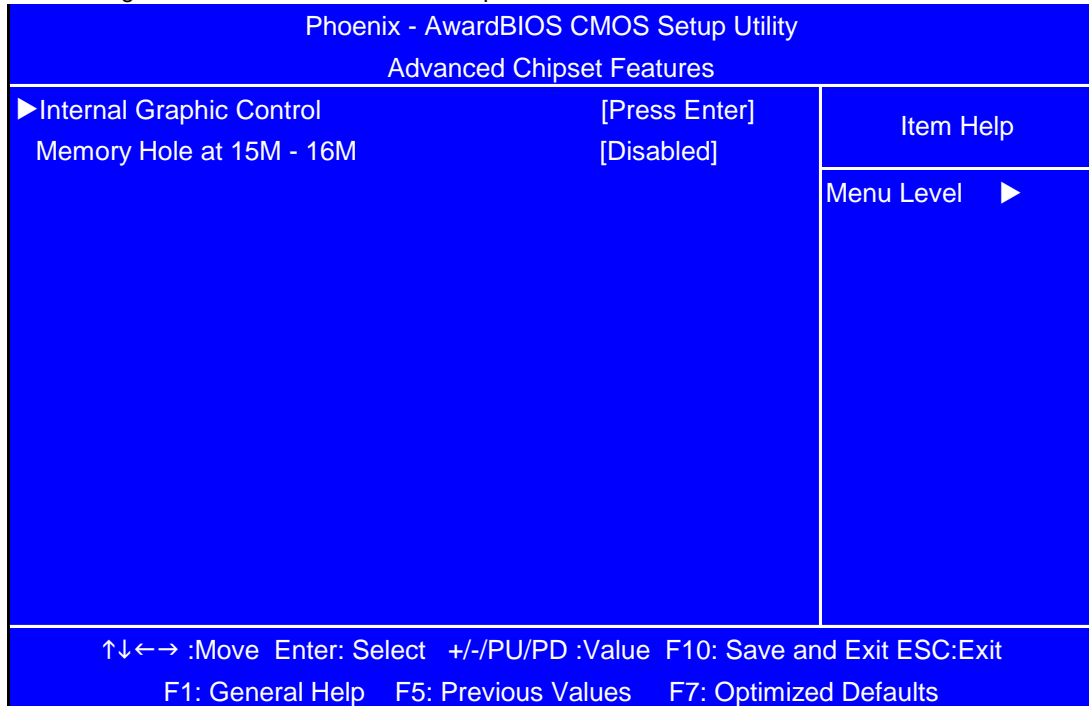 Phoenix - AwardBIOS CMOS Setup Utility
Advanced Chipset Features
▶Internal Graphic Control [Press Enter]
Memory Hole at 15M - 16M [Disabled]
Item Help
Menu Level ▶
↑↓←→ :Move Enter: Select +/-/PU/PD :Value F10: Save and Exit ESC:Exit
F1: General Help F5: Previous Values F7: Optimized Defaults